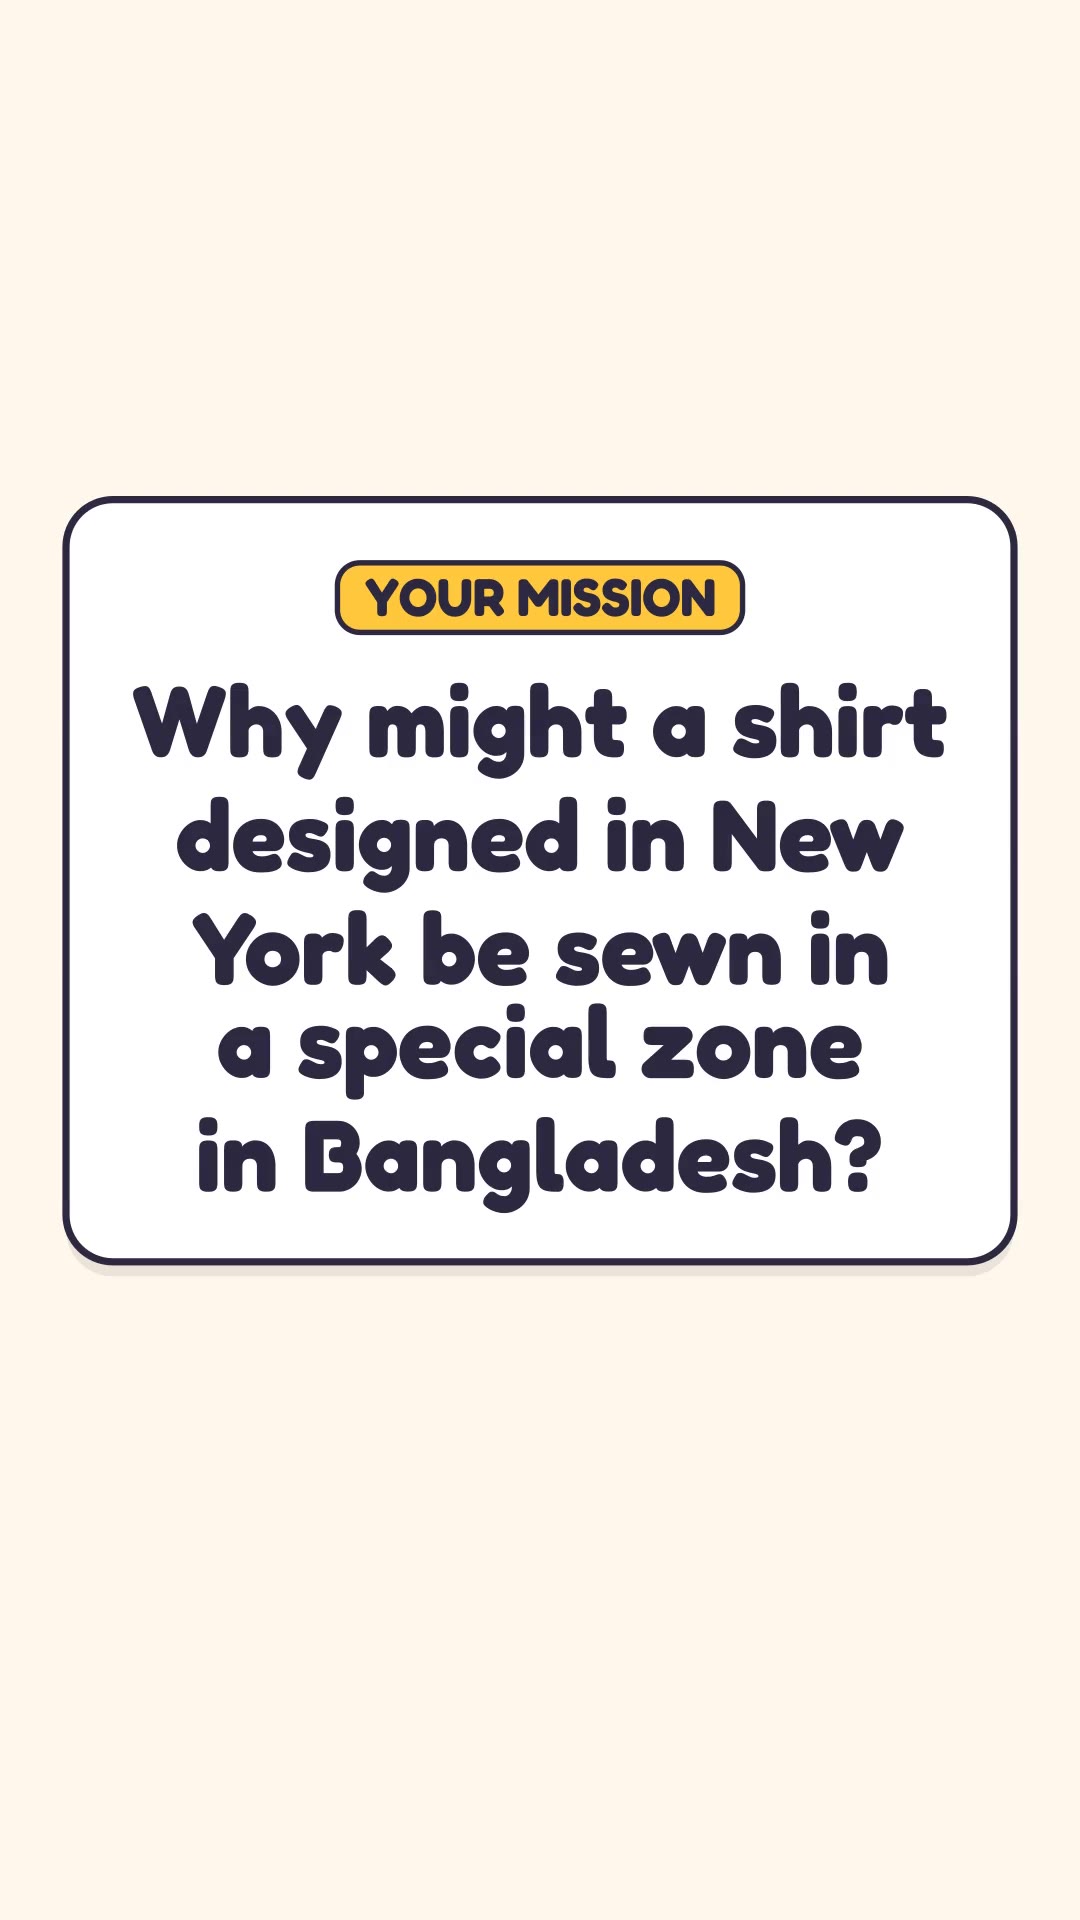 YOUR MISSION
Why might a shirt
designed in New
York be sewn in
a special zone
in Bangladesh?